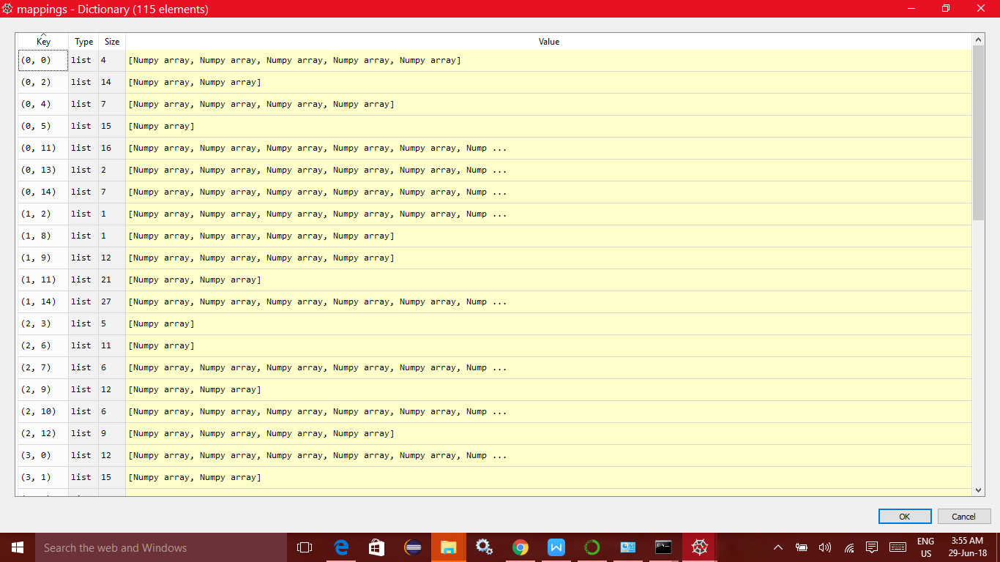 mappings - Dictionary (115 elements)
Key Type Size Value
(0, 0) list 4 [Numpy array, Numpy array, Numpy array, Numpy array, Numpy array]
(0, 2) list 14 [Numpy array, Numpy array]
(0, 4) list 7 [Numpy array, Numpy array, Numpy array, Numpy array]
(0, 5) list 15 [Numpy array]
(0, 11) list 16 [Numpy array, Numpy array, Numpy array, Numpy array, Numpy array, Nump ...
(0, 13) list 2 [Numpy array, Numpy array, Numpy array, Numpy array, Numpy array, Nump ...
(0, 14) list 7 [Numpy array, Numpy array, Numpy array, Numpy array, Numpy array, Nump ...
(1, 2) list 1 [Numpy array, Numpy array, Numpy array, Numpy array, Numpy array, Nump ...
(1, 8) list 1 [Numpy array, Numpy array, Numpy array, Numpy array]
(1, 9) list 12 [Numpy array, Numpy array, Numpy array, Numpy array]
(1, 11) list 21 [Numpy array, Numpy array]
(1, 14) list 27 [Numpy array, Numpy array, Numpy array, Numpy array, Numpy array, Nump ...
(2, 3) list 5 [Numpy array]
(2, 6) list 11 [Numpy array]
(2, 7) list 6 [Numpy array, Numpy array, Numpy array, Numpy array, Numpy array, Nump ...
(2, 9) list 12 [Numpy array, Numpy array]
(2, 10) list 6 [Numpy array, Numpy array, Numpy array, Numpy array, Numpy array, Nump ...
(2, 12) list 9 [Numpy array, Numpy array, Numpy array, Numpy array]
(3, 0) list 12 [Numpy array, Numpy array, Numpy array, Numpy array, Numpy array, Nump ...
(3, 1) list 15 [Numpy array, Numpy array]
OK Cancel
Search the web and Windows
ENG 3:55 AM
US 29-Jun-18